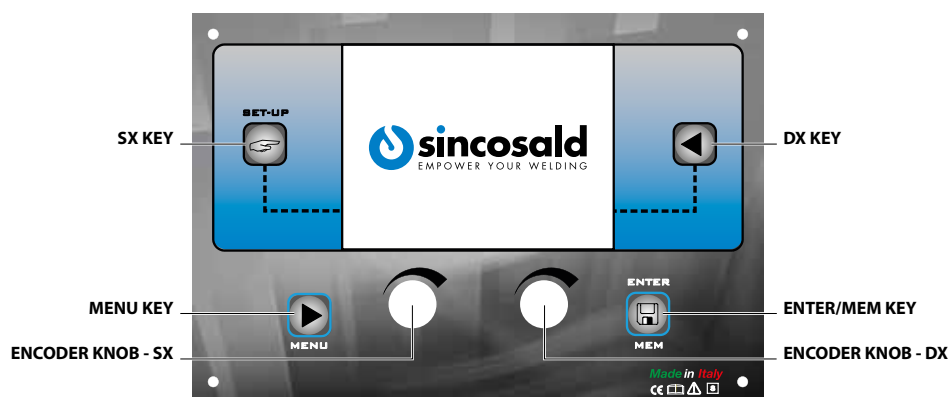 SET-UP
SX KEY
DX KEY
sincosald
EMPOWER YOUR WELDING
MENU KEY
MENU
ENTER
MEM
ENTER/MEM KEY
ENCODER KNOB - SX
ENCODER KNOB - DX
Made in Italy
CE